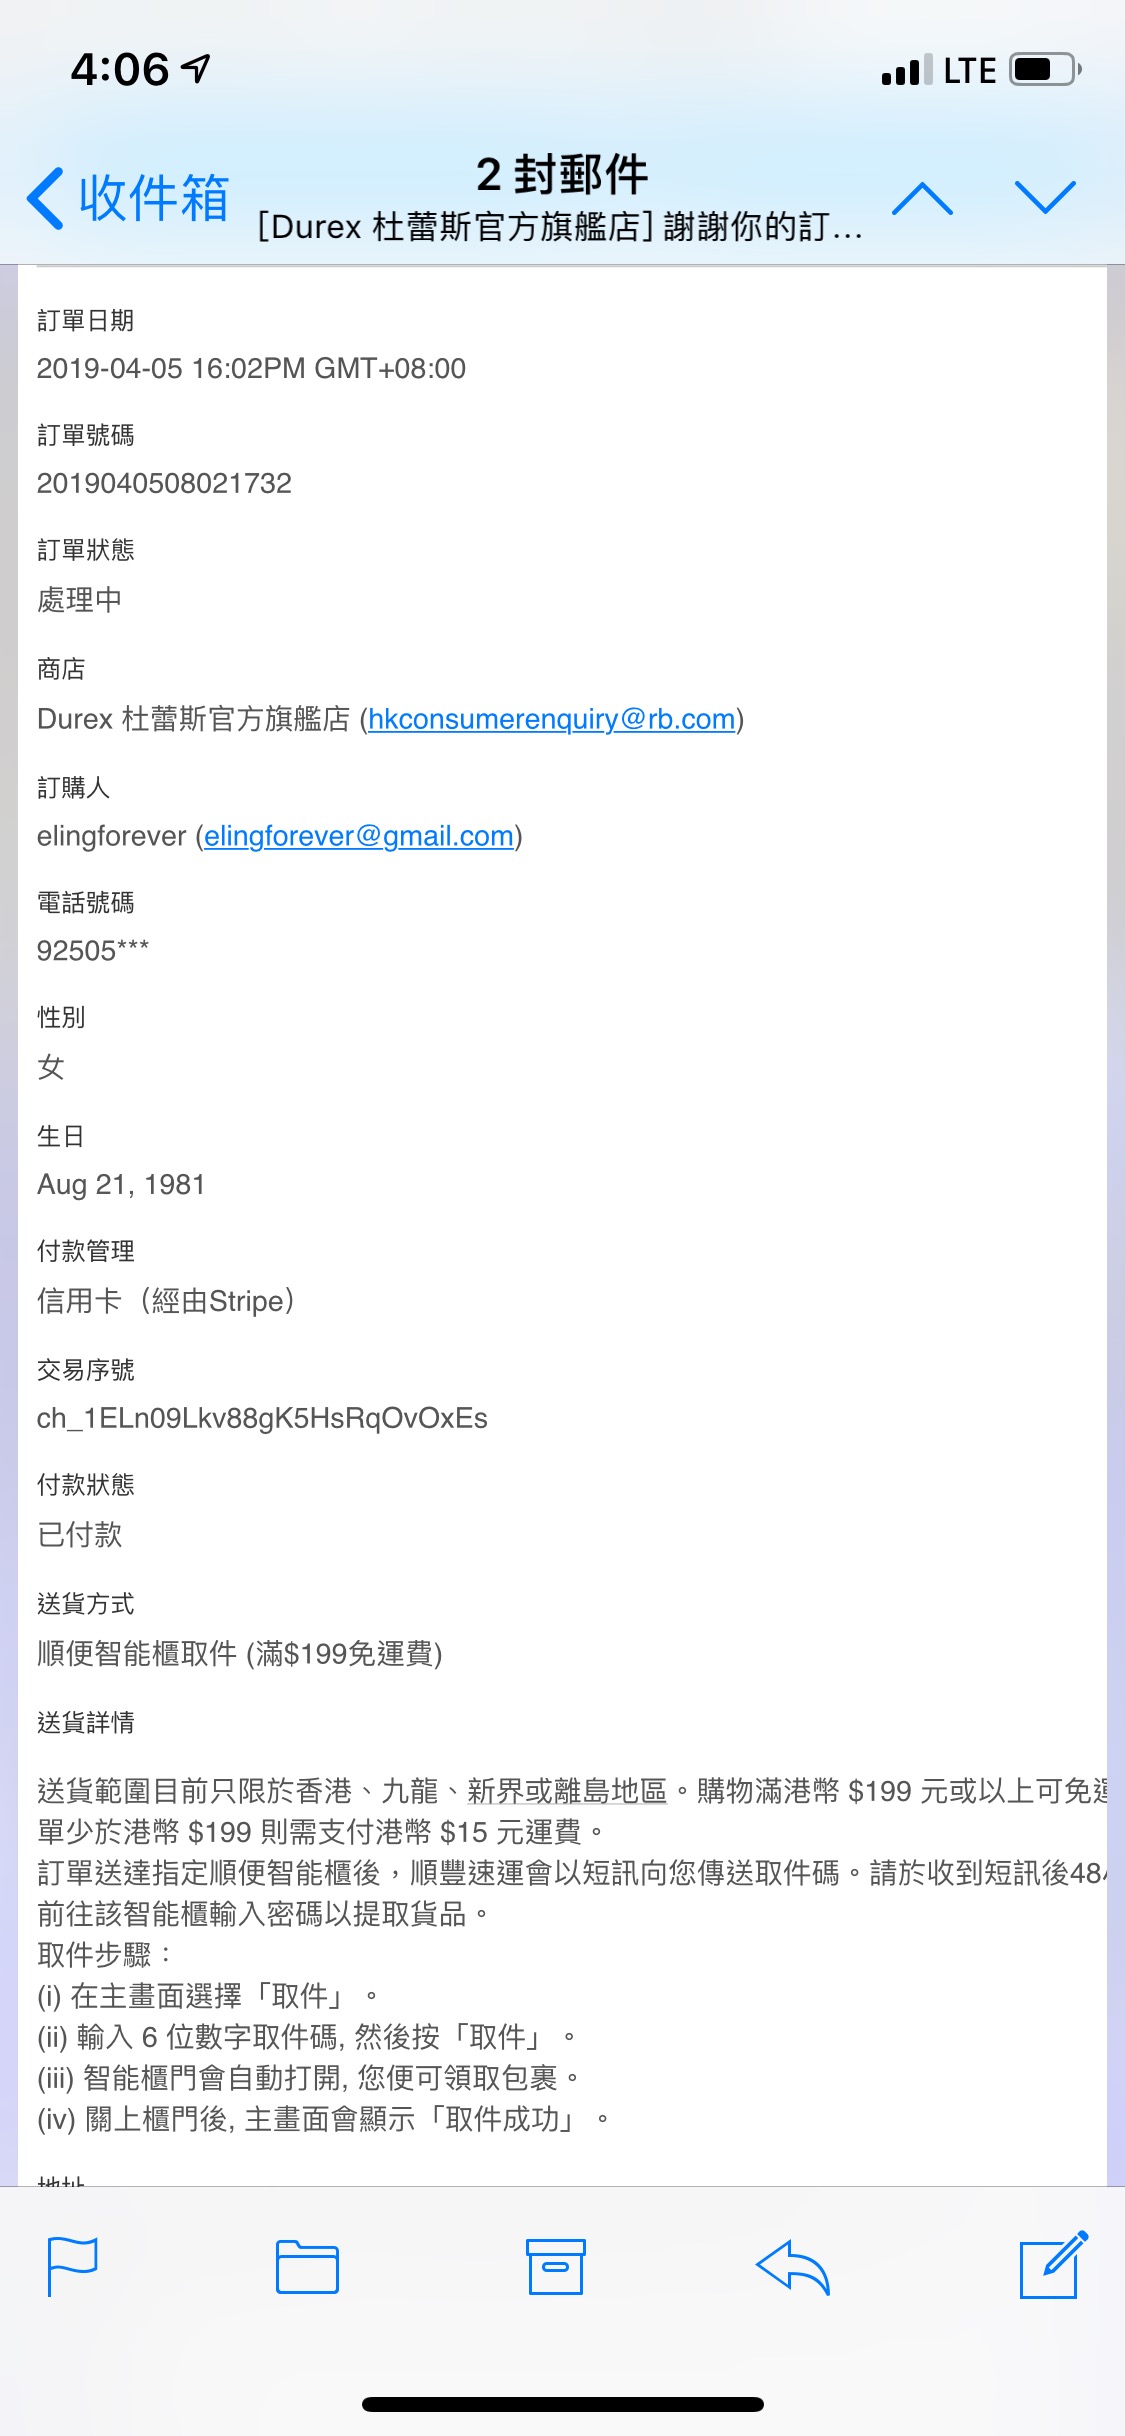 4:06
LTE
收件箱
2 封郵件
[Durex 杜蕾斯官方旗艦店] 謝謝你的訂…
訂單日期
2019-04-05 16:02PM GMT+08:00
訂單號碼
2019040508021732
訂單狀態
處理中
商店
Durex 杜蕾斯官方旗艦店 (hkconsumerenquiry@rb.com)
訂購人
elingforever (elingforever@gmail.com)
電話號碼
92505***
性別
女
生日
Aug 21, 1981
付款管理
信用卡（經由Stripe）
交易序號
ch_1ELn09Lkv88gK5HsRqOvOxEs
付款狀態
已付款
送貨方式
順便智能櫃取件 (滿$199免運費)
送貨詳情
送貨範圍目前只限於香港、九龍、新界或離島地區。購物滿港幣 $199 元或以上可免運
單少於港幣 $199 則需支付港幣 $15 元運費。
訂單送達指定順便智能櫃後，順豐速運會以短訊向您傳送取件碼。請於收到短訊後48
前往該智能櫃輸入密碼以提取貨品。
取件步驟：
(i) 在主畫面選擇「取件」。
(ii) 輸入 6 位數字取件碼, 然後按「取件」。
(iii) 智能櫃門會自動打開, 您便可領取包裹。
(iv) 關上櫃門後, 主畫面會顯示「取件成功」。
地址